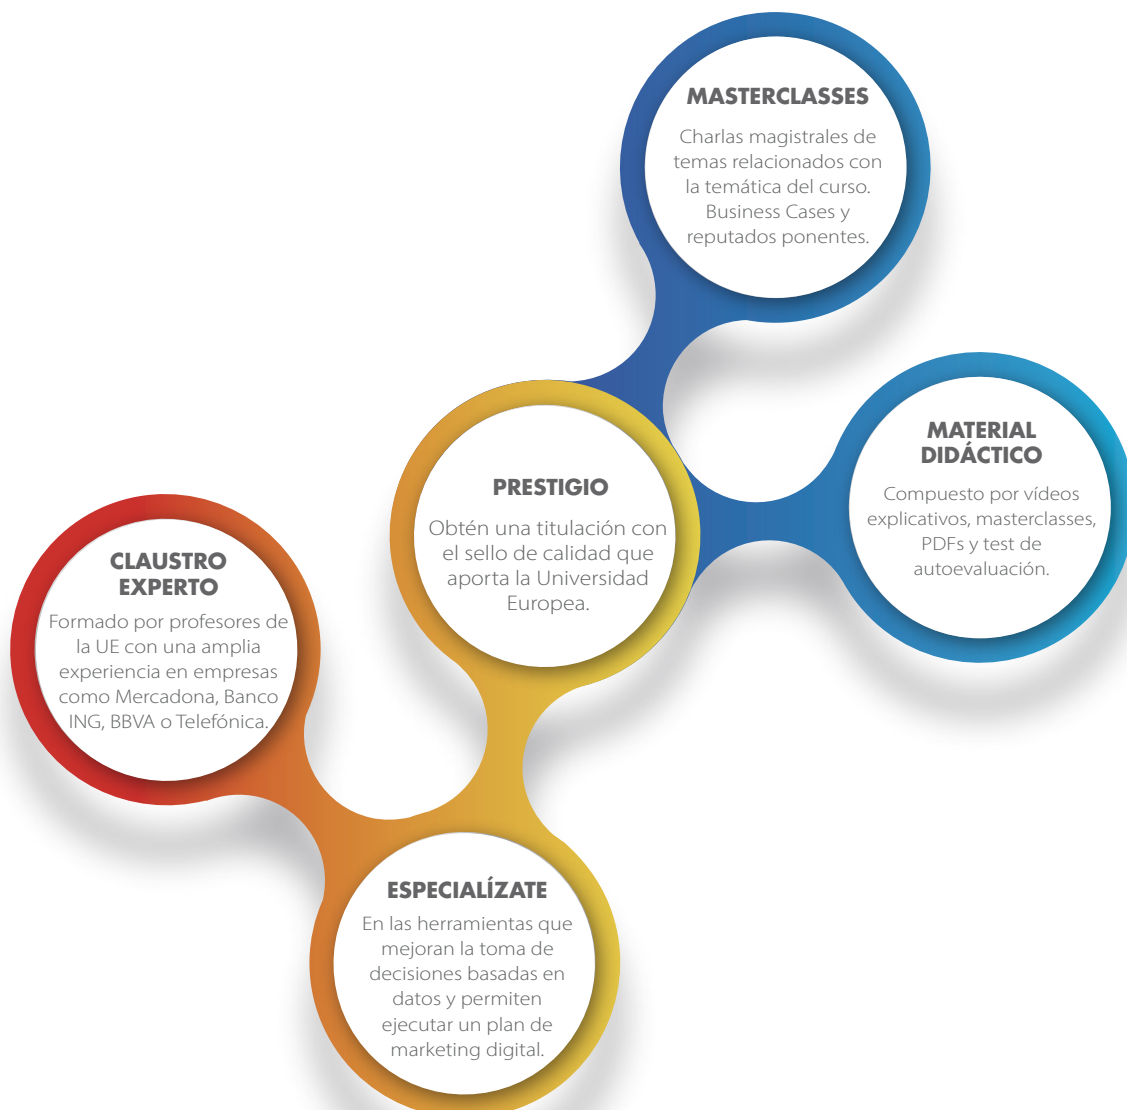 MASTERCLASSES
Charlas magistrales de
temas relacionados con
la temática del curso.
Business Cases y
reputados ponentes.
MATERIAL
DIDÁCTICO
Compuesto por vídeos
explicativos, masterclasses,
PDFs y test de
autoevaluación.
PRESTIGIO
Obtén una titulación con
el sello de calidad que
aporta la Universidad
Europea.
CLAUSTRO
EXPERTO
Formado por profesores de
la UE con una amplia
experiencia en empresas
como Mercadona, Banco
ING, BBVA o Telefónica.
ESPECIALÍZATE
En las herramientas que
mejoran la toma de
decisiones basadas en
datos y permiten
ejecutar un plan de
marketing digital.